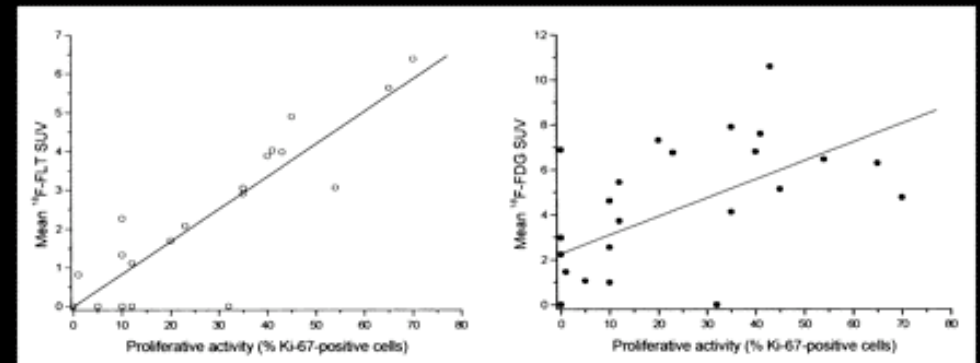 7
6
5
4
3
2
1
0
0 10 20 30 40 50 60 70 80
Mean ¹⁸F-FLT SUV
Proliferative activity (% Ki-67-positive cells)
12
10
8
6
4
2
0
0 10 20 30 40 50 60 70 80
Mean ¹⁸F-FDG SUV
Proliferative activity (% Ki-67-positive cells)